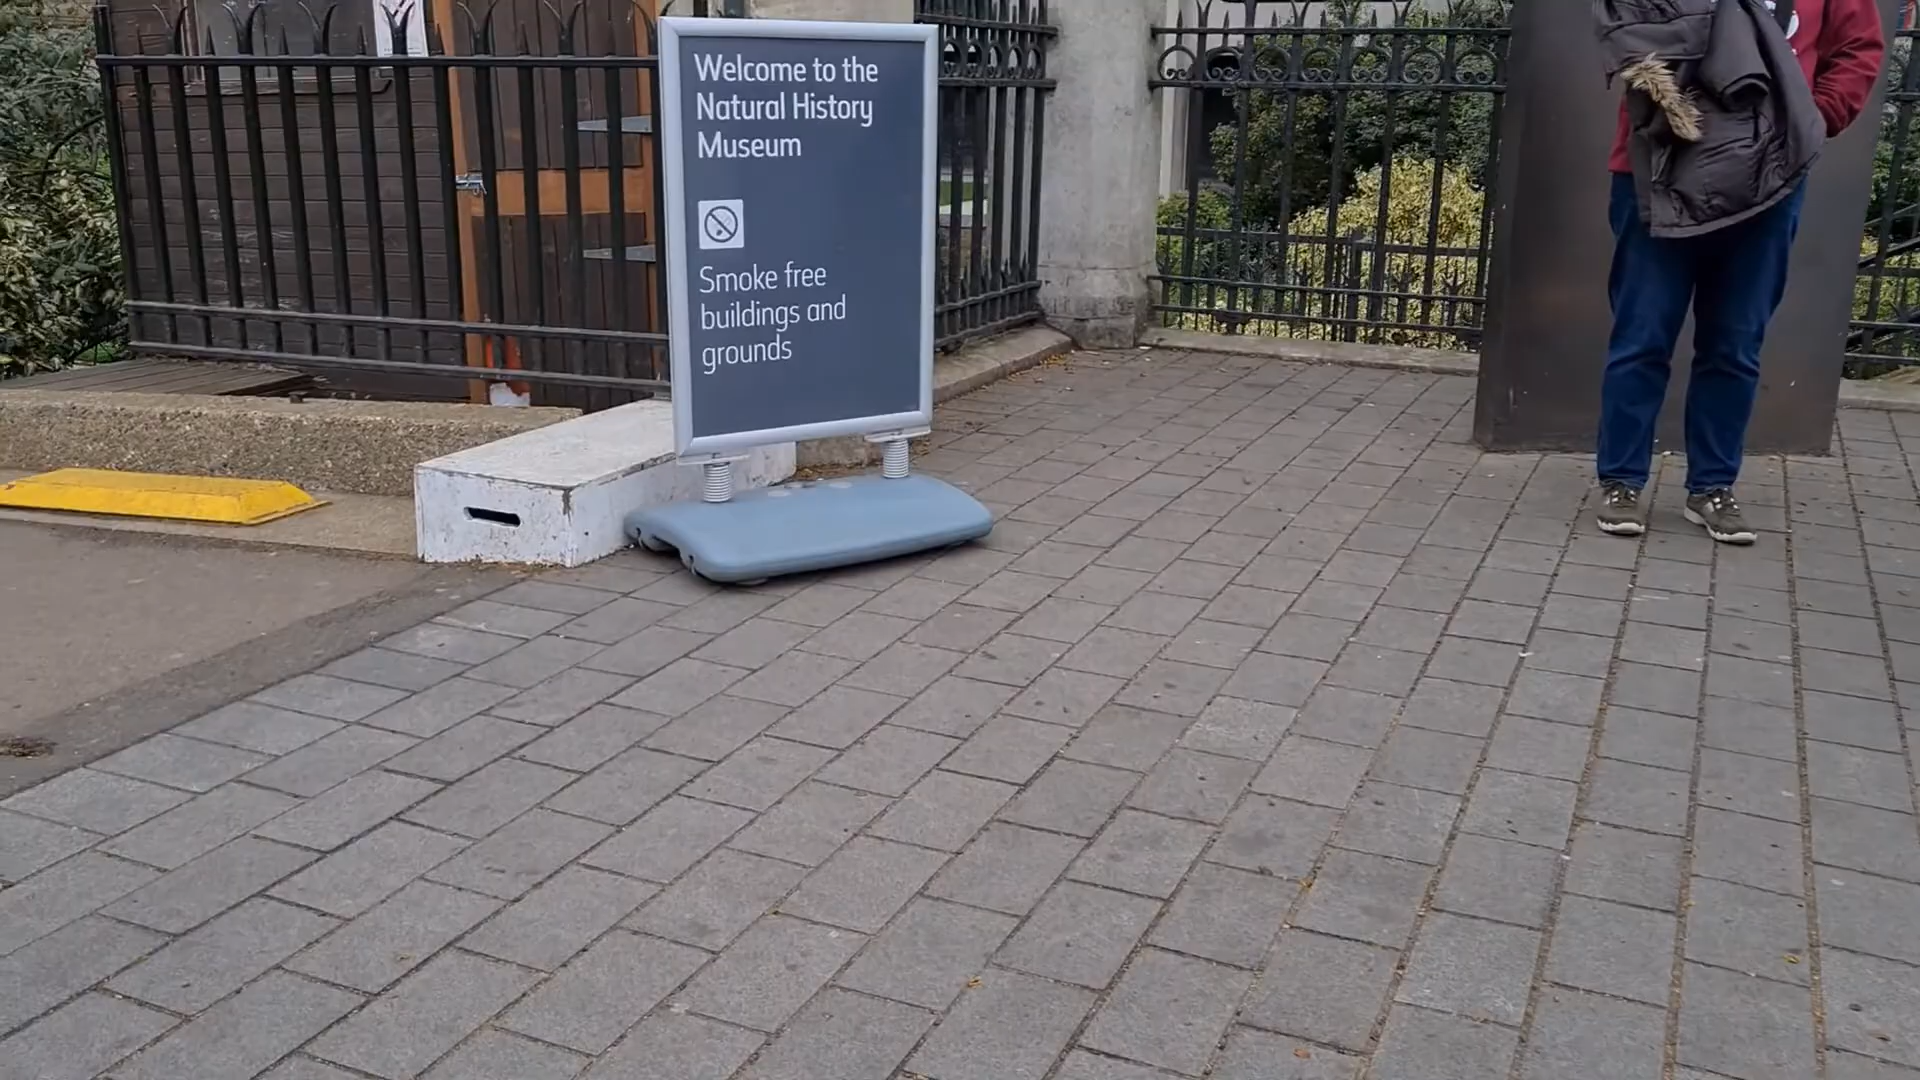 Welcome to the
Natural History
Museum
Smoke free
buildings and
grounds